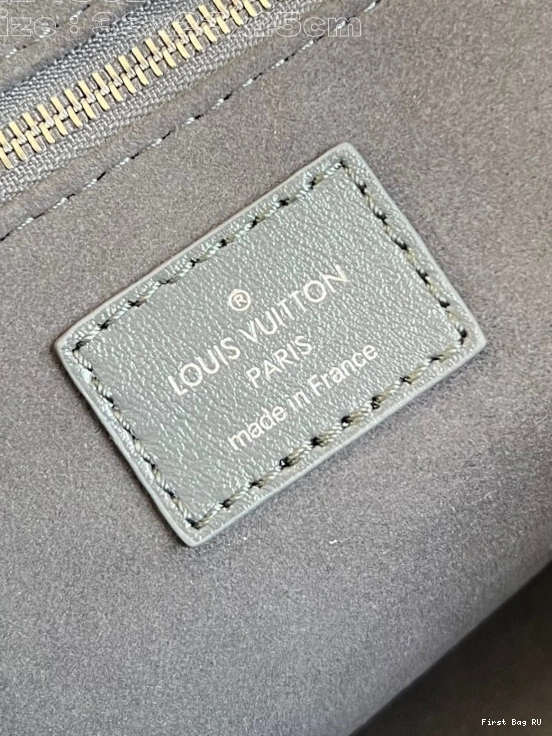 ®
LOUIS VUITTON
PARIS
made in France
First Bag RU